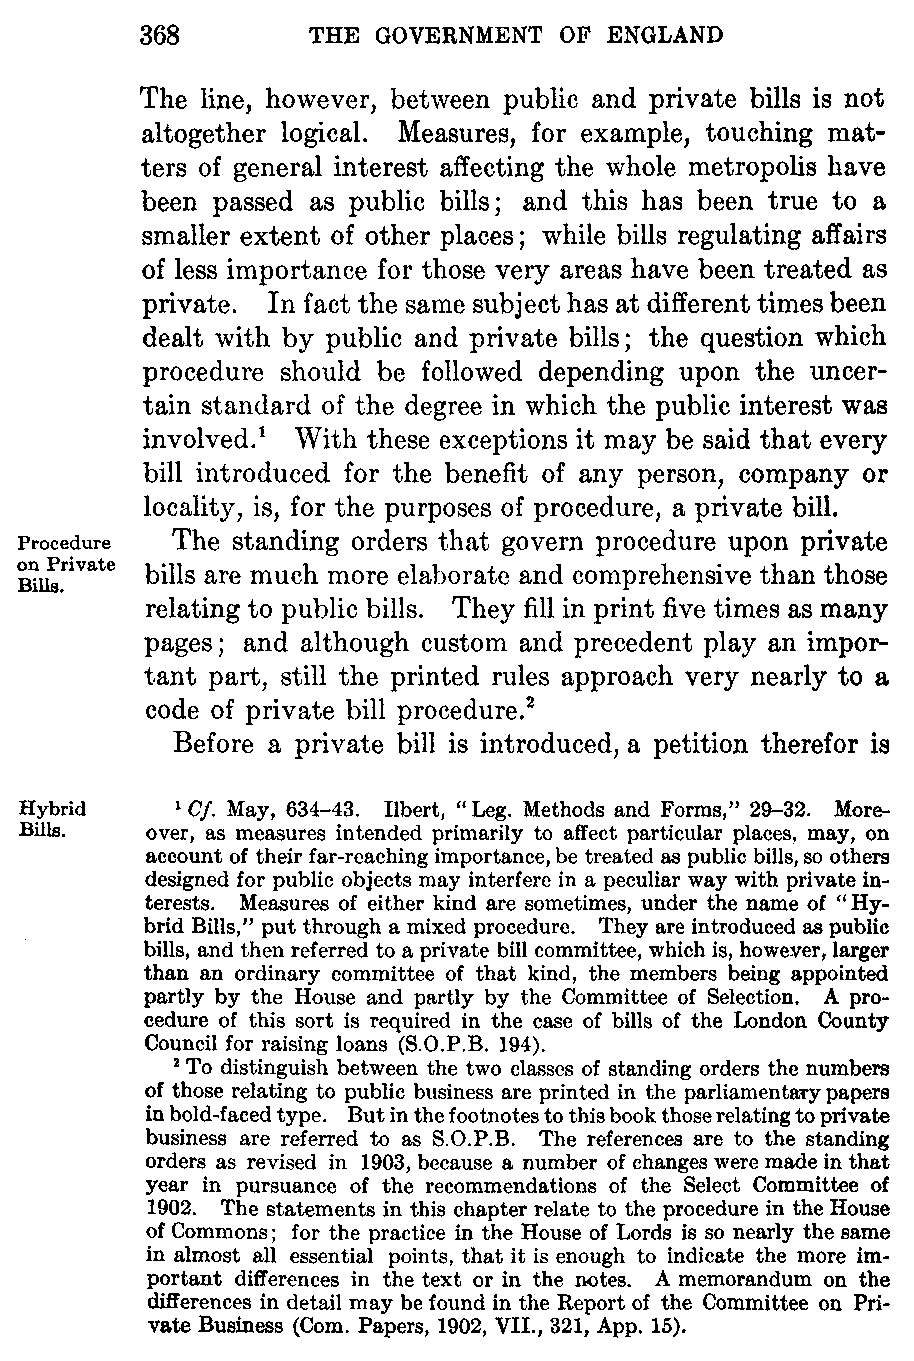 368 THE GOVERNMENT OF ENGLAND
The line, however, between public and private bills is not
altogether logical. Measures, for example, touching mat-
ters of general interest affecting the whole metropolis have
been passed as public bills; and this has been true to a
smaller extent of other places; while bills regulating affairs
of less importance for those very areas have been treated as
private. In fact the same subject has at different times been
dealt with by public and private bills; the question which
procedure should be followed depending upon the uncer-
tain standard of the degree in which the public interest was
involved.¹ With these exceptions it may be said that every
bill introduced for the benefit of any person, company or
locality, is, for the purposes of procedure, a private bill.
Procedure
on Private
Bills.
The standing orders that govern procedure upon private
bills are much more elaborate and comprehensive than those
relating to public bills. They fill in print five times as many
pages; and although custom and precedent play an impor-
tant part, still the printed rules approach very nearly to a
code of private bill procedure.²
Before a private bill is introduced, a petition therefor is
Hybrid
Bills.
¹ Cf. May, 634–43. Ilbert, "Leg. Methods and Forms," 29–32. More-
over, as measures intended primarily to affect particular places, may, on
account of their far-reaching importance, be treated as public bills, so others
designed for public objects may interfere in a peculiar way with private in-
terests. Measures of either kind are sometimes, under the name of "Hy-
brid Bills," put through a mixed procedure. They are introduced as public
bills, and then referred to a private bill committee, which is, however, larger
than an ordinary committee of that kind, the members being appointed
partly by the House and partly by the Committee of Selection. A pro-
cedure of this sort is required in the case of bills of the London County
Council for raising loans (S.O.P.B. 194).
² To distinguish between the two classes of standing orders the numbers
of those relating to public business are printed in the parliamentary papers
in bold-faced type. But in the footnotes to this book those relating to private
business are referred to as S.O.P.B. The references are to the standing
orders as revised in 1903, because a number of changes were made in that
year in pursuance of the recommendations of the Select Committee of
1902. The statements in this chapter relate to the procedure in the House
of Commons; for the practice in the House of Lords is so nearly the same
in almost all essential points, that it is enough to indicate the more im-
portant differences in the text or in the notes. A memorandum on the
differences in detail may be found in the Report of the Committee on Pri-
vate Business (Com. Papers, 1902, VII., 321, App. 15).